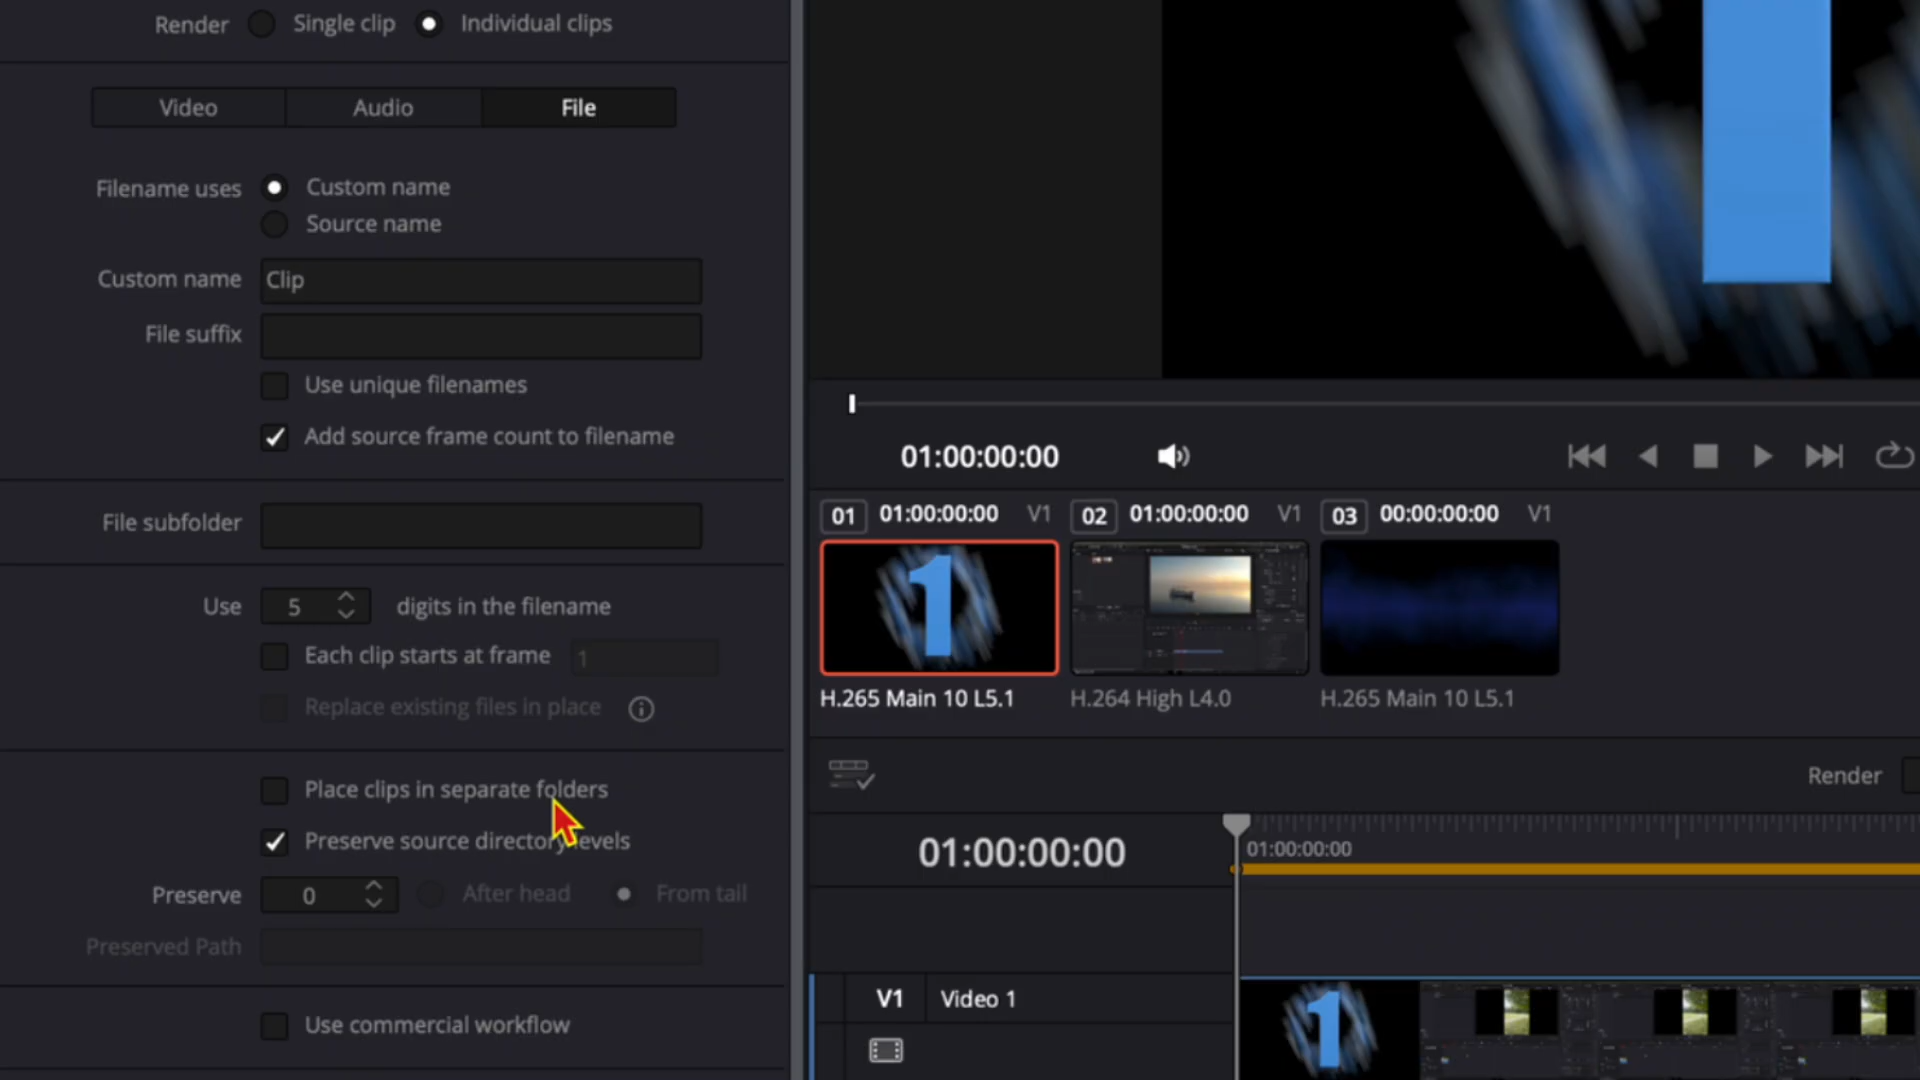 Render Single clip Individual clips
Video Audio File
Filename uses Custom name
Source name
Custom name Clip
File suffix
Use unique filenames
Add source frame count to filename
File subfolder
Use 5 digits in the filename
Each clip starts at frame 1
Replace existing files in place
Place clips in separate folders
Preserve source directory levels
Preserve 0 After head From tail
Preserved Path
Use commercial workflow
1
01:00:00:00
01 01:00:00:00 V1 02 01:00:00:00 V1 03 00:00:00:00 V1
1
H.265 Main 10 L5.1 H.264 High L4.0 H.265 Main 10 L5.1
Render
01:00:00:00 01:00:00:00
V1 Video 1
1